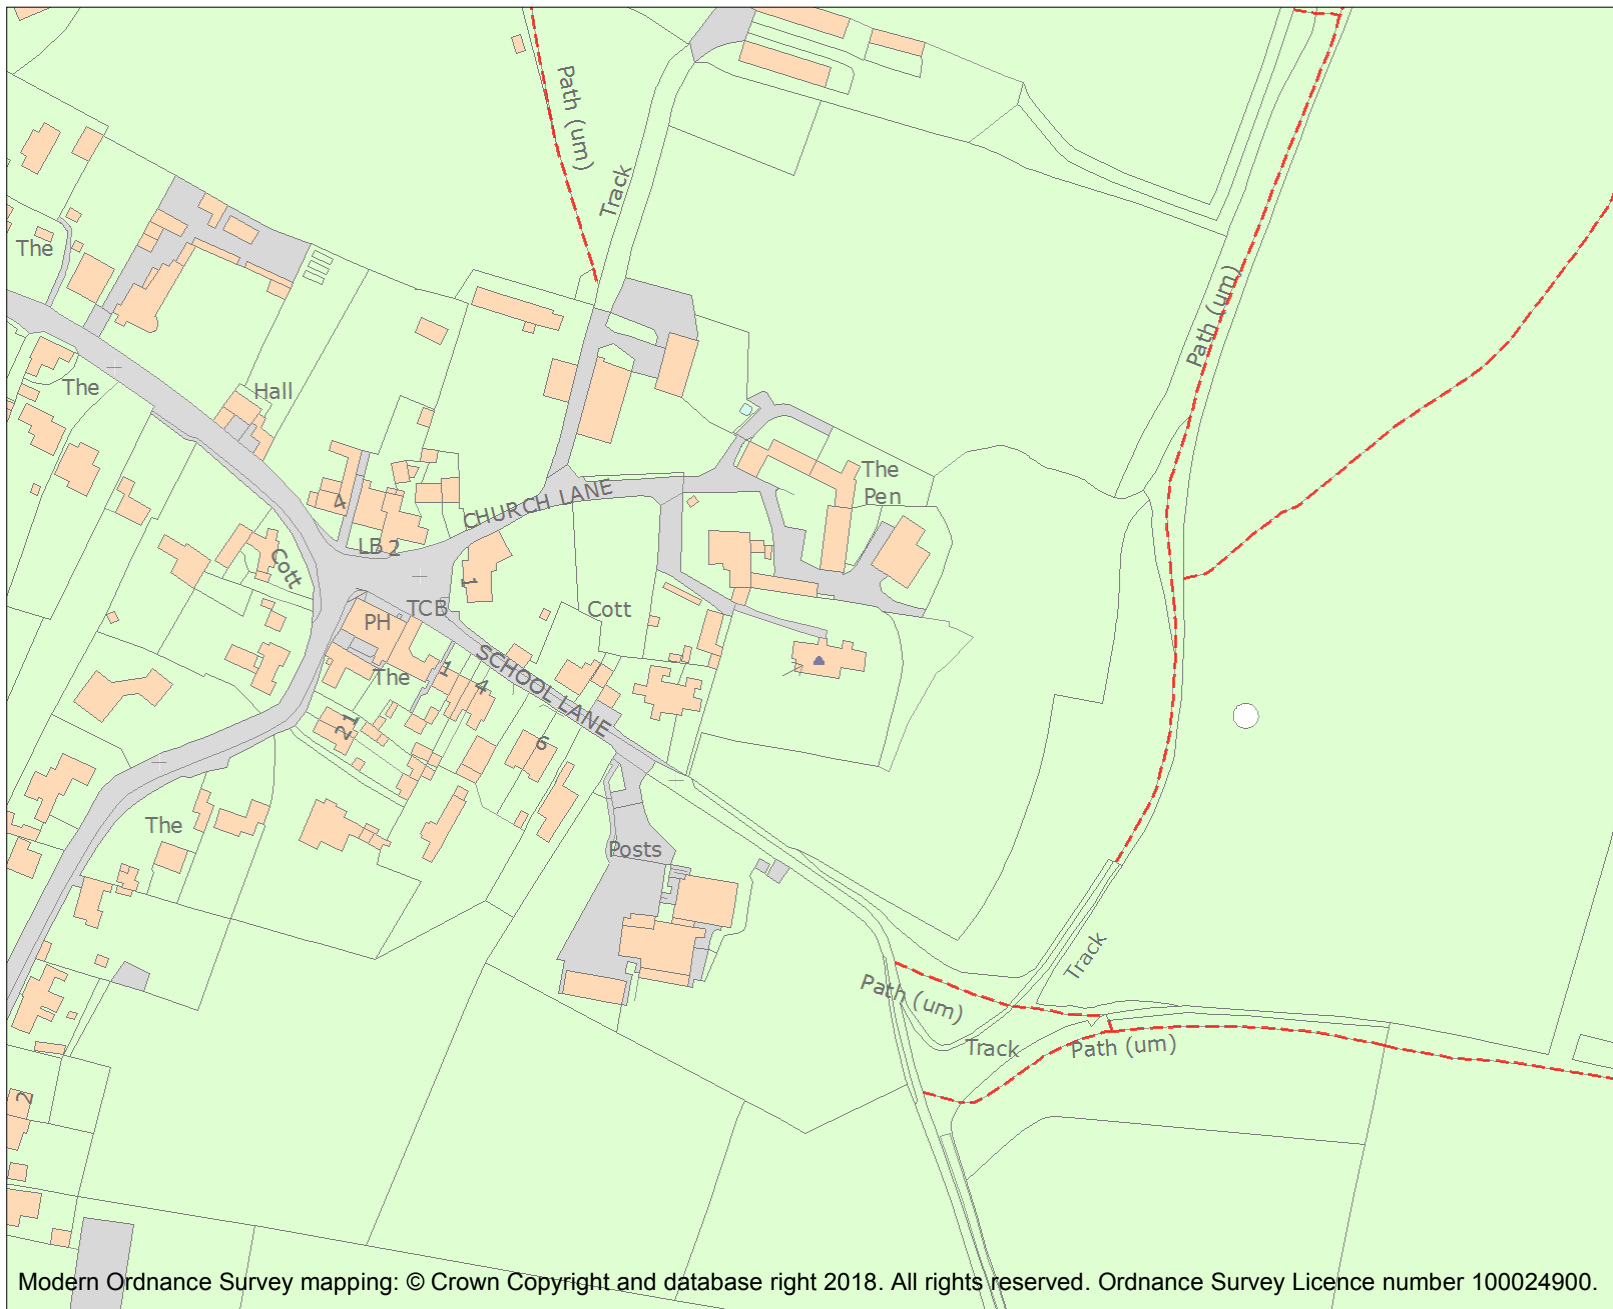 Path (um)
Track
The
Path (um)
The
Hall
The
Pen
4
CHURCH LANE
LB 2
Cott
1
TCB
Cott
PH
The
1
4
SCHOOL LANE
1
2
6
The
Posts
Track
Path (um)
Track
Path (um)
2
Modern Ordnance Survey mapping: © Crown Copyright and database right 2018. All rights reserved. Ordnance Survey Licence number 100024900.